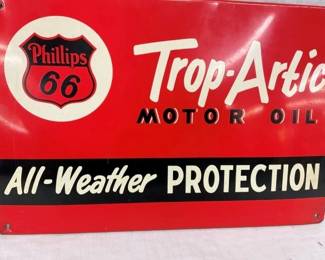 Phillips
66
Trop-Artic
MOTOR OIL
All-Weather PROTECTION